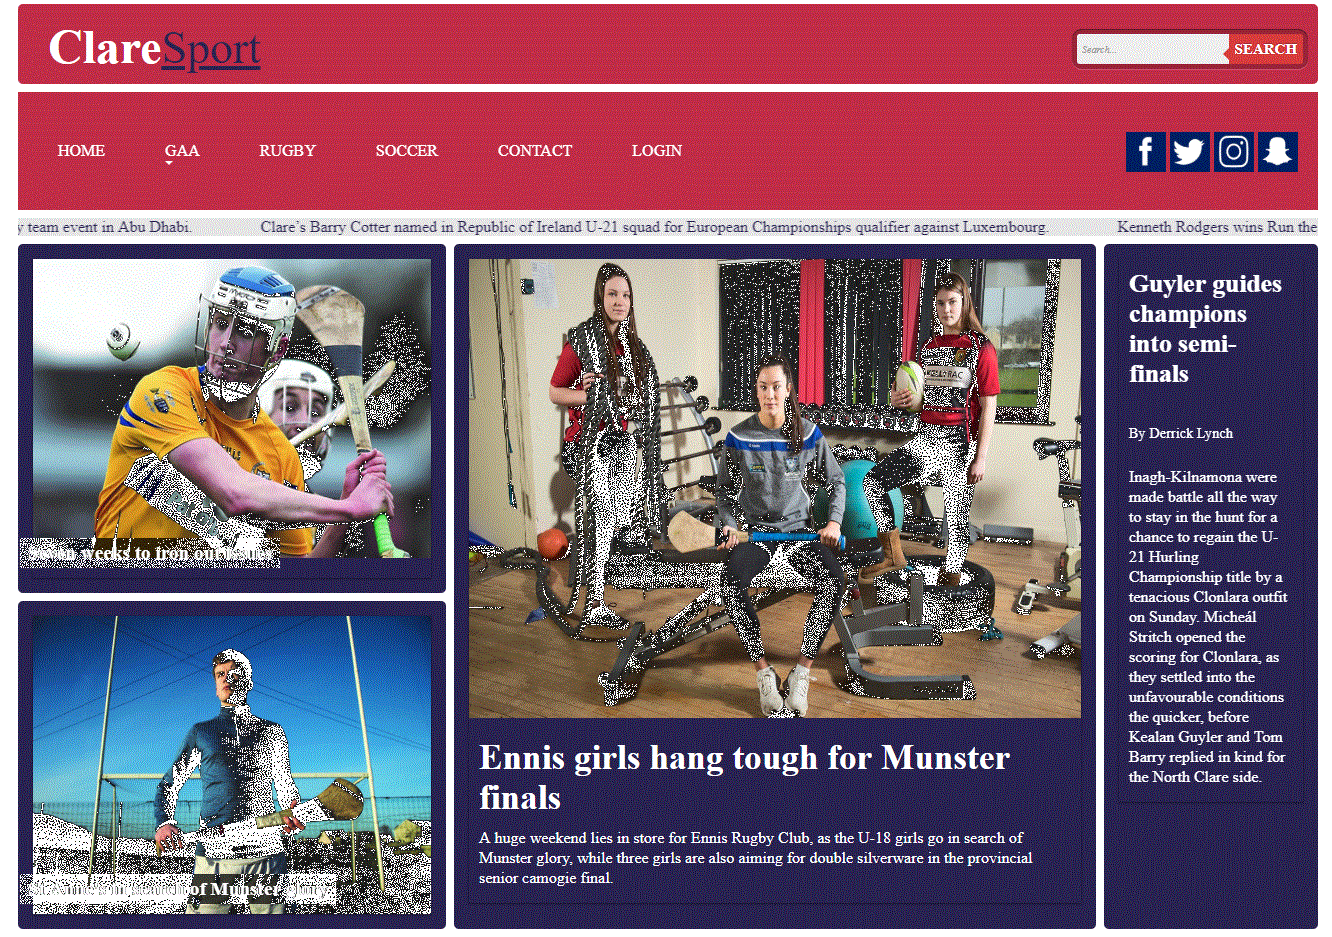 ClareSport
Search...
SEARCH
HOME
GAA
RUGBY
SOCCER
CONTACT
LOGIN
y team event in Abu Dhabi.
Clare’s Barry Cotter named in Republic of Ireland U-21 squad for European Championships qualifier against Luxembourg.
Kenneth Rodgers wins Run the
weeks to iron out
of Munster
Ennis girls hang tough for Munster
finals
A huge weekend lies in store for Ennis Rugby Club, as the U-18 girls go in search of
Munster glory, while three girls are also aiming for double silverware in the provincial
senior camogie final.
Guyler guides
champions
into semi-
finals
By Derrick Lynch
Inagh-Kilnamona were
made battle all the way
to stay in the hunt for a
chance to regain the U-
21 Hurling
Championship title by a
tenacious Clonlara outfit
on Sunday. Micheál
Stritch opened the
scoring for Clonlara, as
they settled into the
unfavourable conditions
the quicker, before
Kealan Guyler and Tom
Barry replied in kind for
the North Clare side.